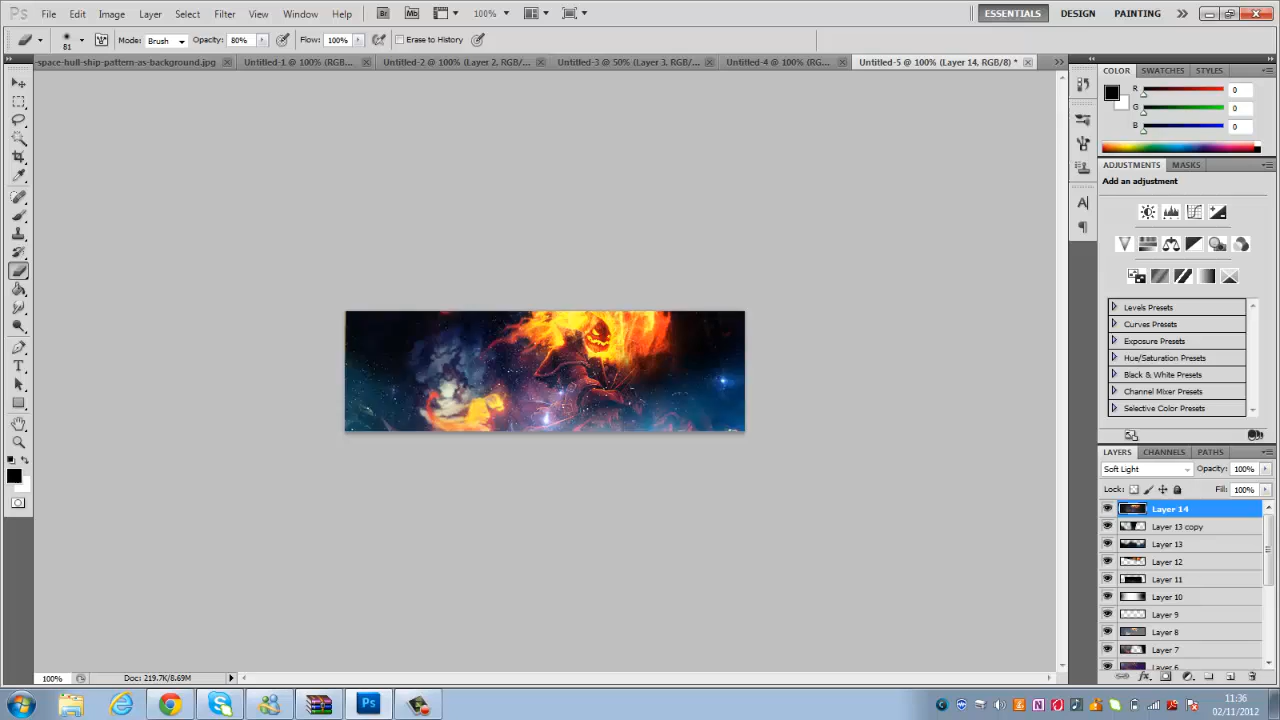 Ps File Edit Image Layer Select Filter View Window Help Br Mb 100% ESSENTIALS DESIGN PAINTING
81 Mode: Brush Opacity: 80% Flow: 100% Erase to History
-space-hull-ship-pattern-as-background.jpg Untitled-1 @ 100% (RGB... Untitled-2 @ 100% (Layer 2, RGB/... Untitled-3 @ 50% (Layer 3, RGB/... Untitled-4 @ 100% (RG... Untitled-5 @ 100% (Layer 14, RGB/8) *
COLOR SWATCHES STYLES
R 0
G 0
B 0
ADJUSTMENTS MASKS
Add an adjustment
Levels Presets
Curves Presets
Exposure Presets
Hue/Saturation Presets
Black & White Presets
Channel Mixer Presets
Selective Color Presets
LAYERS CHANNELS PATHS
Soft Light Opacity: 100%
Lock: Fill: 100%
Layer 14
Layer 13 copy
Layer 13
Layer 12
Layer 11
Layer 10
Layer 9
Layer 8
Layer 7
Layer 6
100% Doc: 219.7K/8.69M
11:36
02/11/2012